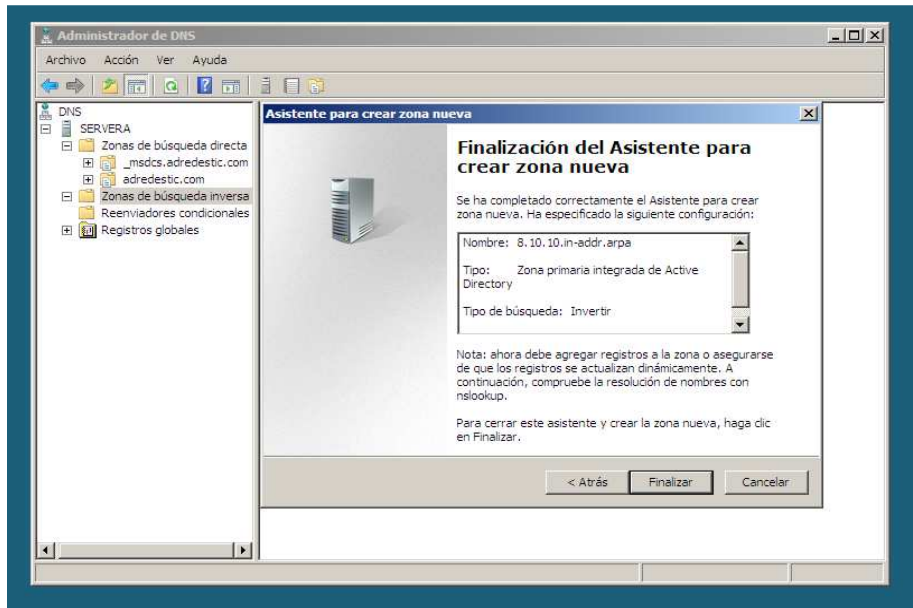 Administrador de DNS
Archivo Acción Ver Ayuda
DNS
SERVERA
Zonas de búsqueda directa
_msdcs.adredestic.com
adredestic.com
Zonas de búsqueda inversa
Reenviadores condicionales
Registros globales
Asistente para crear zona nueva
Finalización del Asistente para
crear zona nueva
Se ha completado correctamente el Asistente para crear
zona nueva. Ha especificado la siguiente configuración:
Nombre: 8.10.10.in-addr.arpa
Tipo: Zona primaria integrada de Active
Directory
Tipo de búsqueda: Invertir
Nota: ahora debe agregar registros a la zona o asegurarse
de que los registros se actualizan dinámicamente. A
continuación, compruebe la resolución de nombres con
nslookup.
Para cerrar este asistente y crear la zona nueva, haga clic
en Finalizar.
< Atrás Finalizar Cancelar